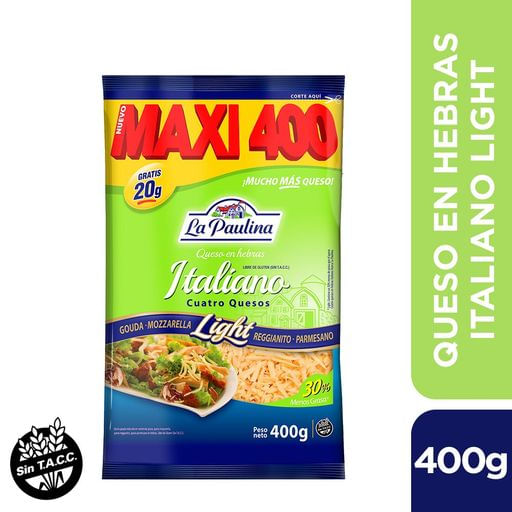 CORTE AQUÍ
NUEVO
MAXI 400
GRATIS
20g
¡MUCHO MÁS QUESO!
La Paulina
Queso en hebras
LIBRE DE GLUTEN (SIN T.A.C.C.)
Italiano
Cuatro Quesos
GOUDA · MOZZARELLA
Light
REGGIANITO · PARMESANO
30%
Menos Grasa*
Peso
neto 400g
Sin T.A.C.C.
QUESO EN HEBRAS
ITALIANO LIGHT
400g